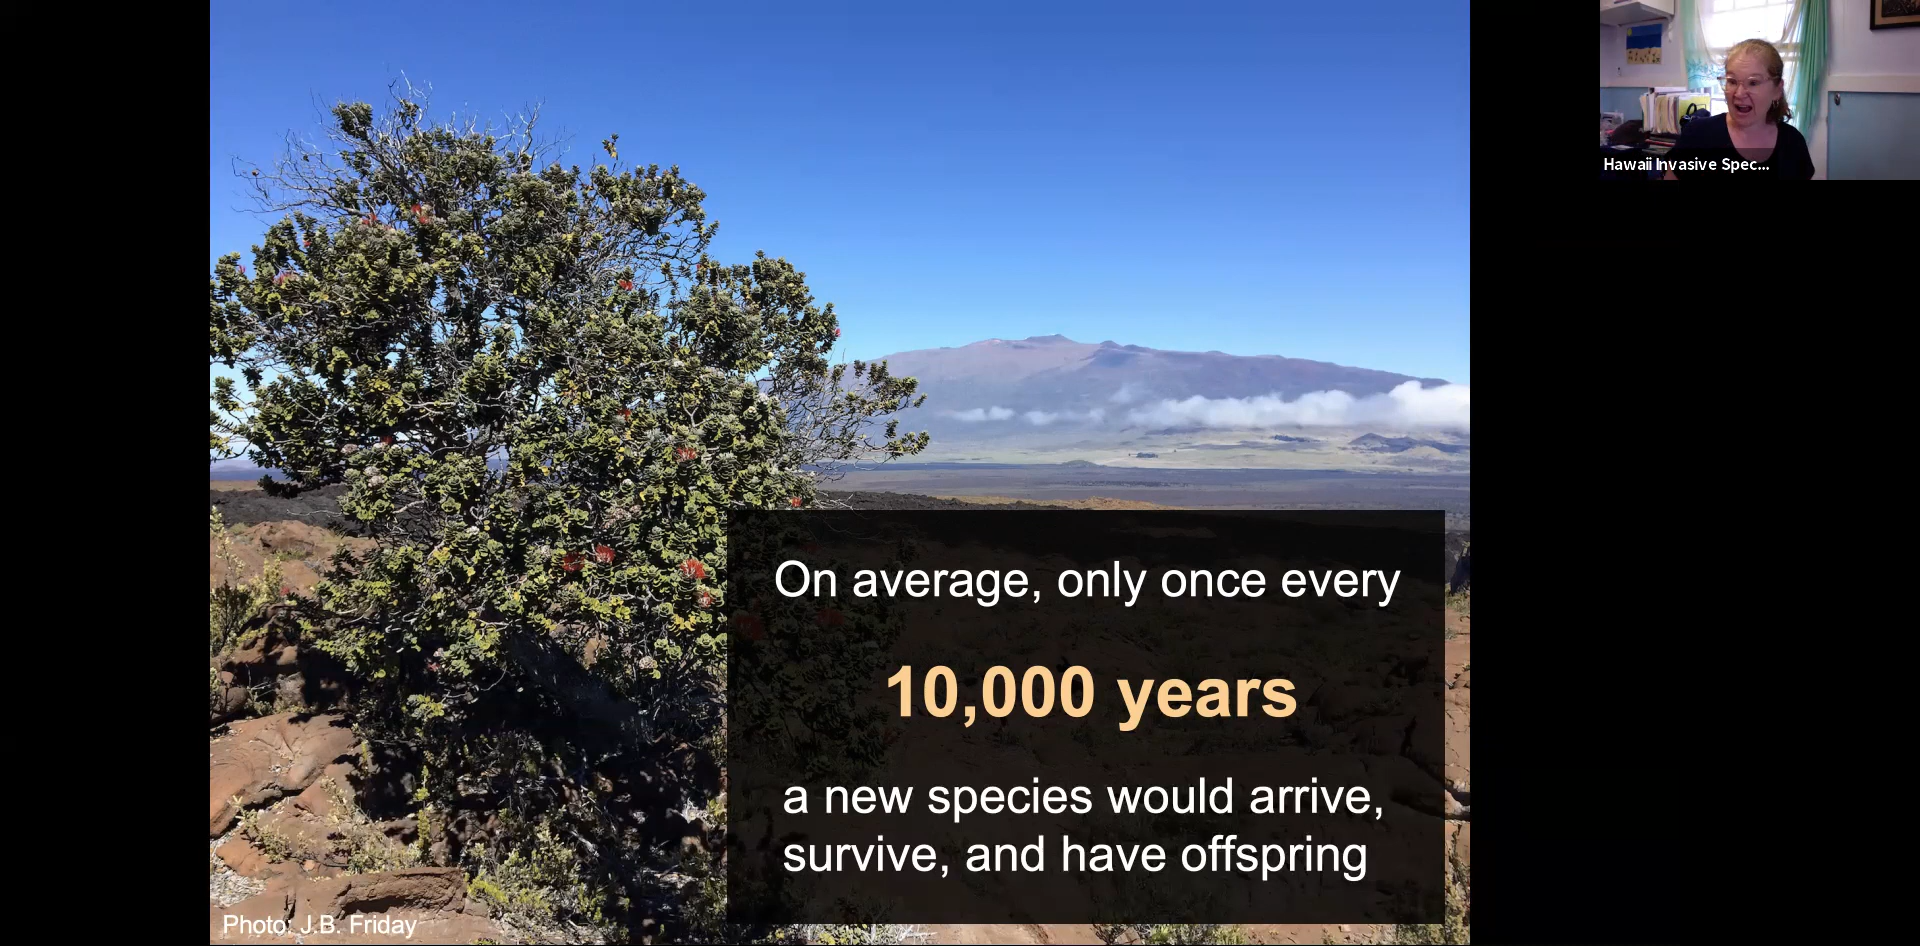 Hawaii Invasive Spec...
On average, only once every
10,000 years
a new species would arrive,
survive, and have offspring
Photo: J.B. Friday